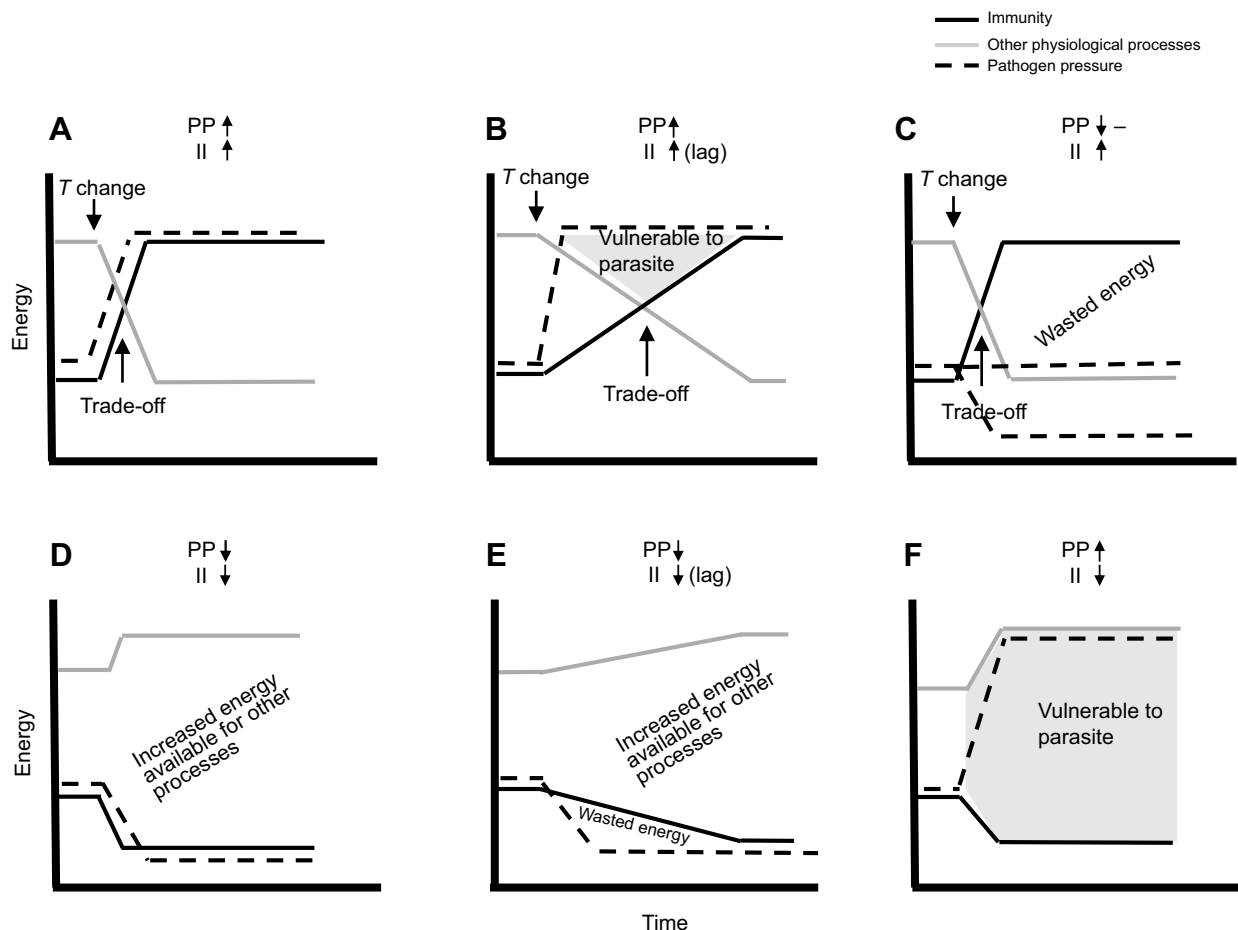 Immunity
Other physiological processes
Pathogen pressure
A
PP ↑
II ↑
T change
Trade-off
Energy
B
PP ↑
II ↑ (lag)
T change
Vulnerable to
parasite
Trade-off
C
PP ↓ –
II ↑
T change
Wasted energy
Trade-off
D
PP ↓
II ↓
Increased energy
available for other
processes
Energy
E
PP ↓
II ↓ (lag)
Increased energy
available for other
processes
Wasted energy
F
PP ↑
II ↓
Vulnerable to
parasite
Time